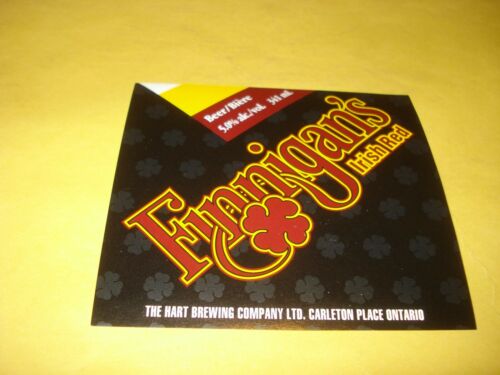 Beer/Bière
5.0% alc./vol. 341 mL
Finnigan's
Irish Red
THE HART BREWING COMPANY LTD. CARLETON PLACE ONTARIO